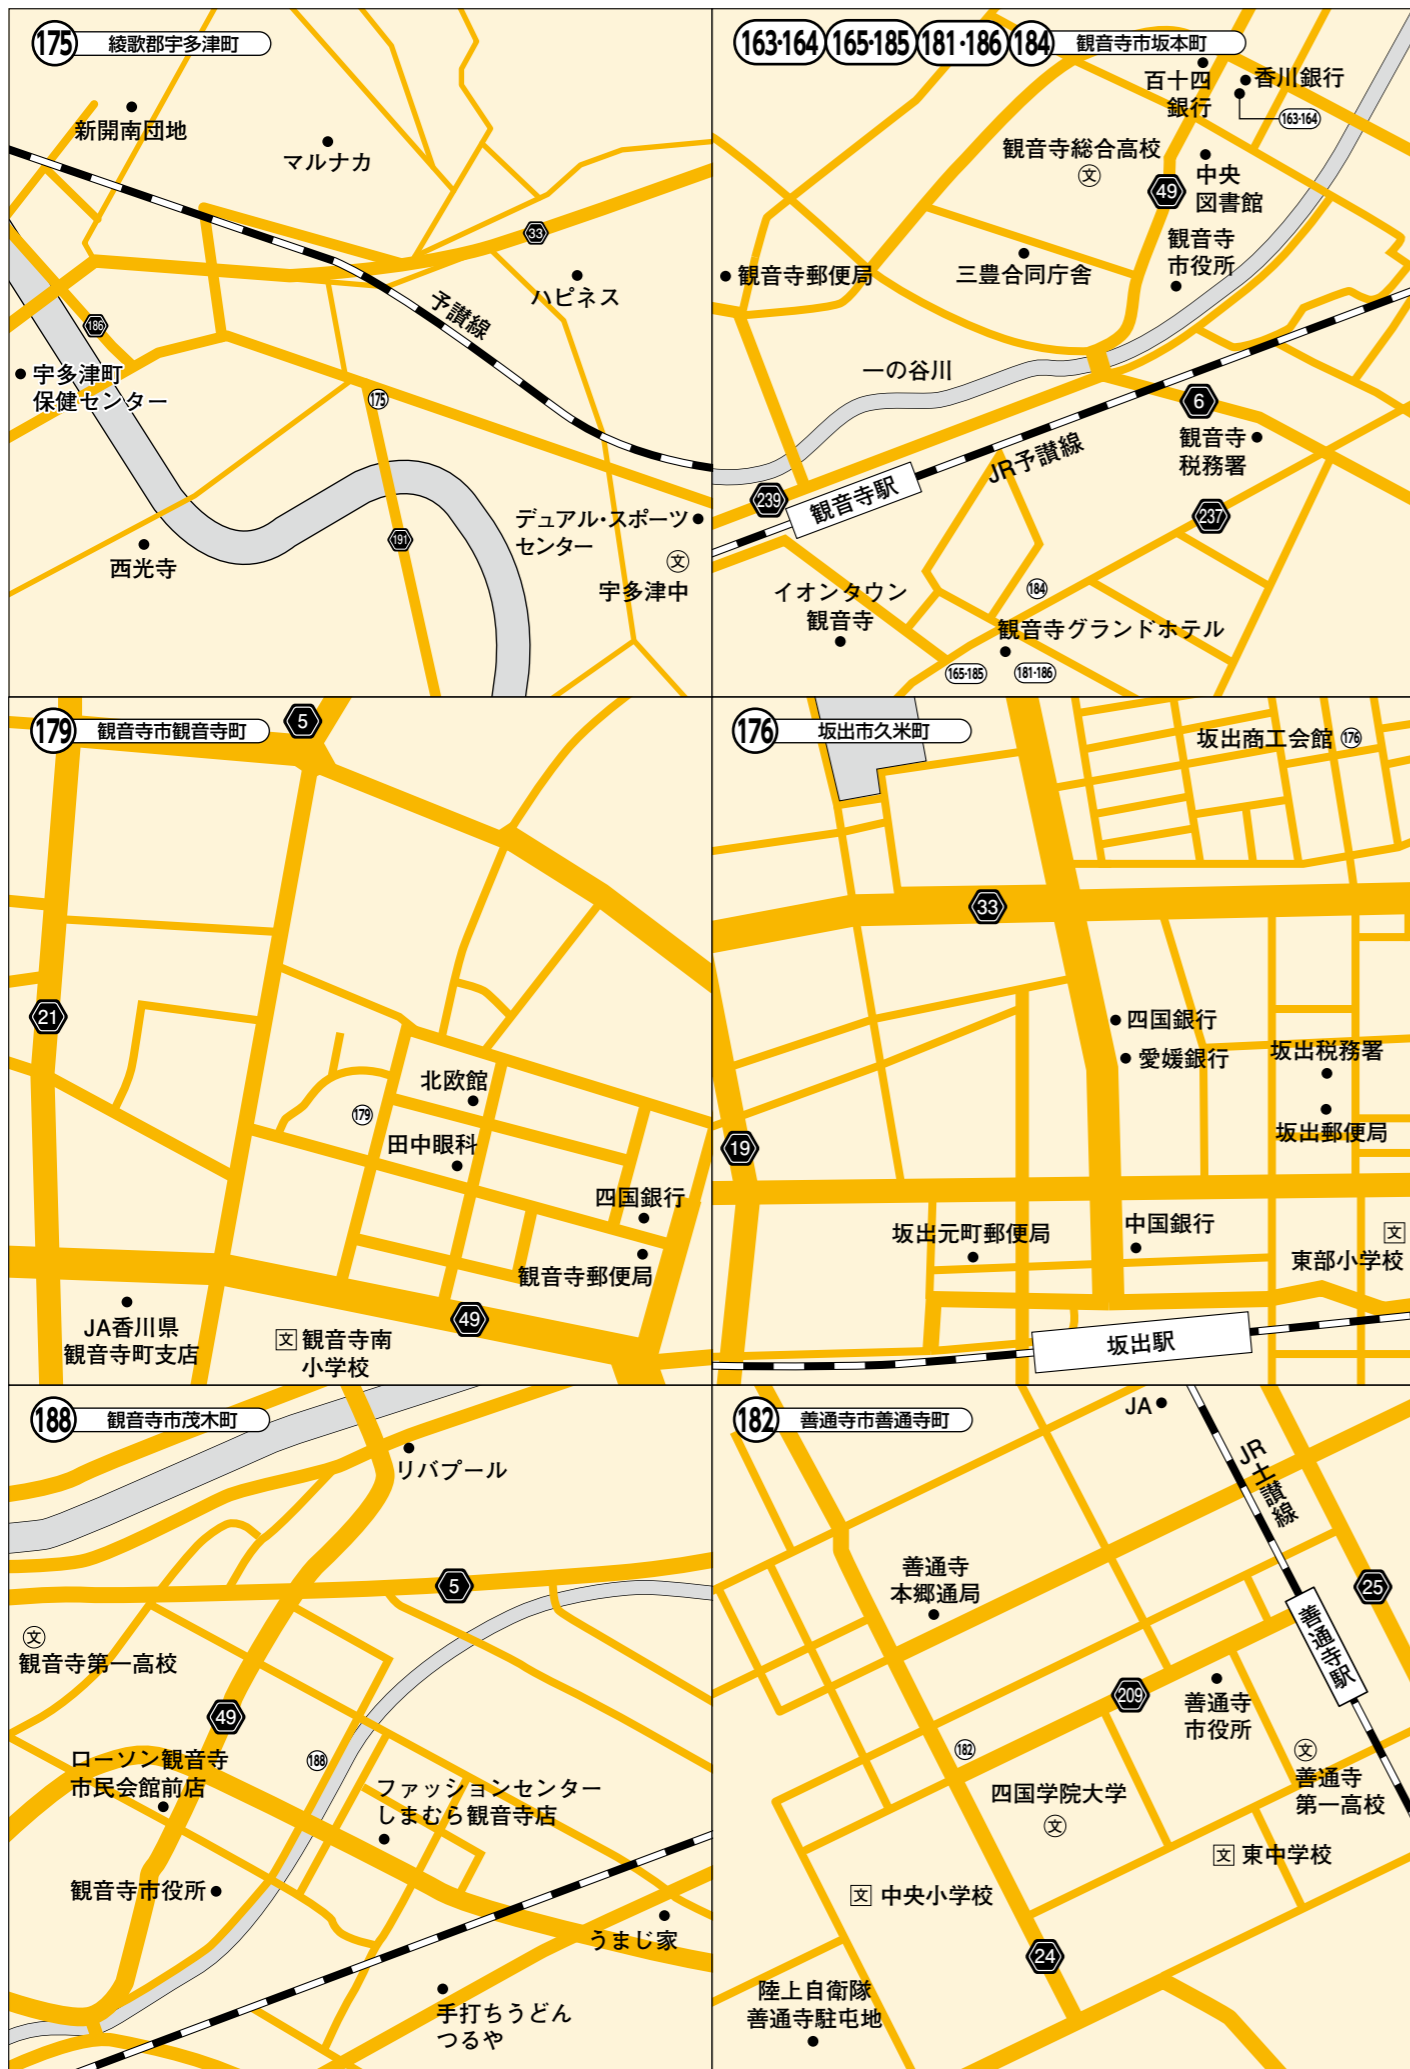 175
綾歌郡宇多津町
新開南団地
マルナカ
33
ハピネス
予讃線
186
宇多津町
保健センター
175
191
デュアル・スポーツ
センター
文
宇多津中
西光寺
163・164
165・185
181・186
184
観音寺市坂本町
百十四
銀行
香川銀行
163・164
観音寺総合高校
文
49
中央
図書館
観音寺
市役所
三豊合同庁舎
観音寺郵便局
一の谷川
6
観音寺
税務署
JR予讃線
観音寺駅
239
237
184
イオンタウン
観音寺
観音寺グランドホテル
165・185
181・186
179
観音寺市観音寺町
5
21
北欧館
179
田中眼科
四国銀行
観音寺郵便局
49
JA香川県
観音寺町支店
文
観音寺南
小学校
176
坂出市久米町
坂出商工会館
176
33
四国銀行
愛媛銀行
坂出税務署
坂出郵便局
19
坂出元町郵便局
中国銀行
文
東部小学校
坂出駅
188
観音寺市茂木町
リバプール
5
文
観音寺第一高校
49
188
ローソン観音寺
市民会館前店
ファッションセンター
しまむら観音寺店
観音寺市役所
うまじ家
手打ちうどん
つるや
182
善通寺市善通寺町
JA
JR土讃線
善通寺
本郷通局
25
善通寺駅
209
善通寺
市役所
182
四国学院大学
文
文
善通寺
第一高校
文
東中学校
文
中央小学校
24
陸上自衛隊
善通寺駐屯地